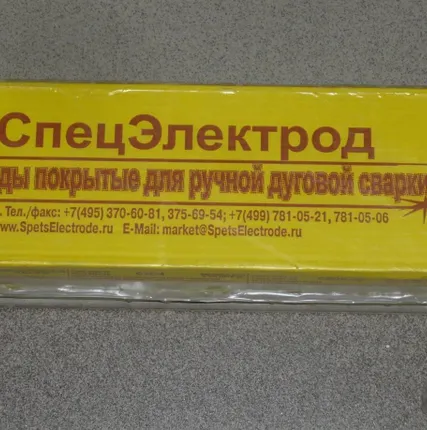 СпецЭлектрод
ды покрытые для ручной дуговой сварки
. Тел./факс: +7(495) 370-60-81, 375-69-54; +7(499) 781-05-21, 781-05-06
www.SpetsElectrode.ru E-Mail: market@SpetsElectrode.ru